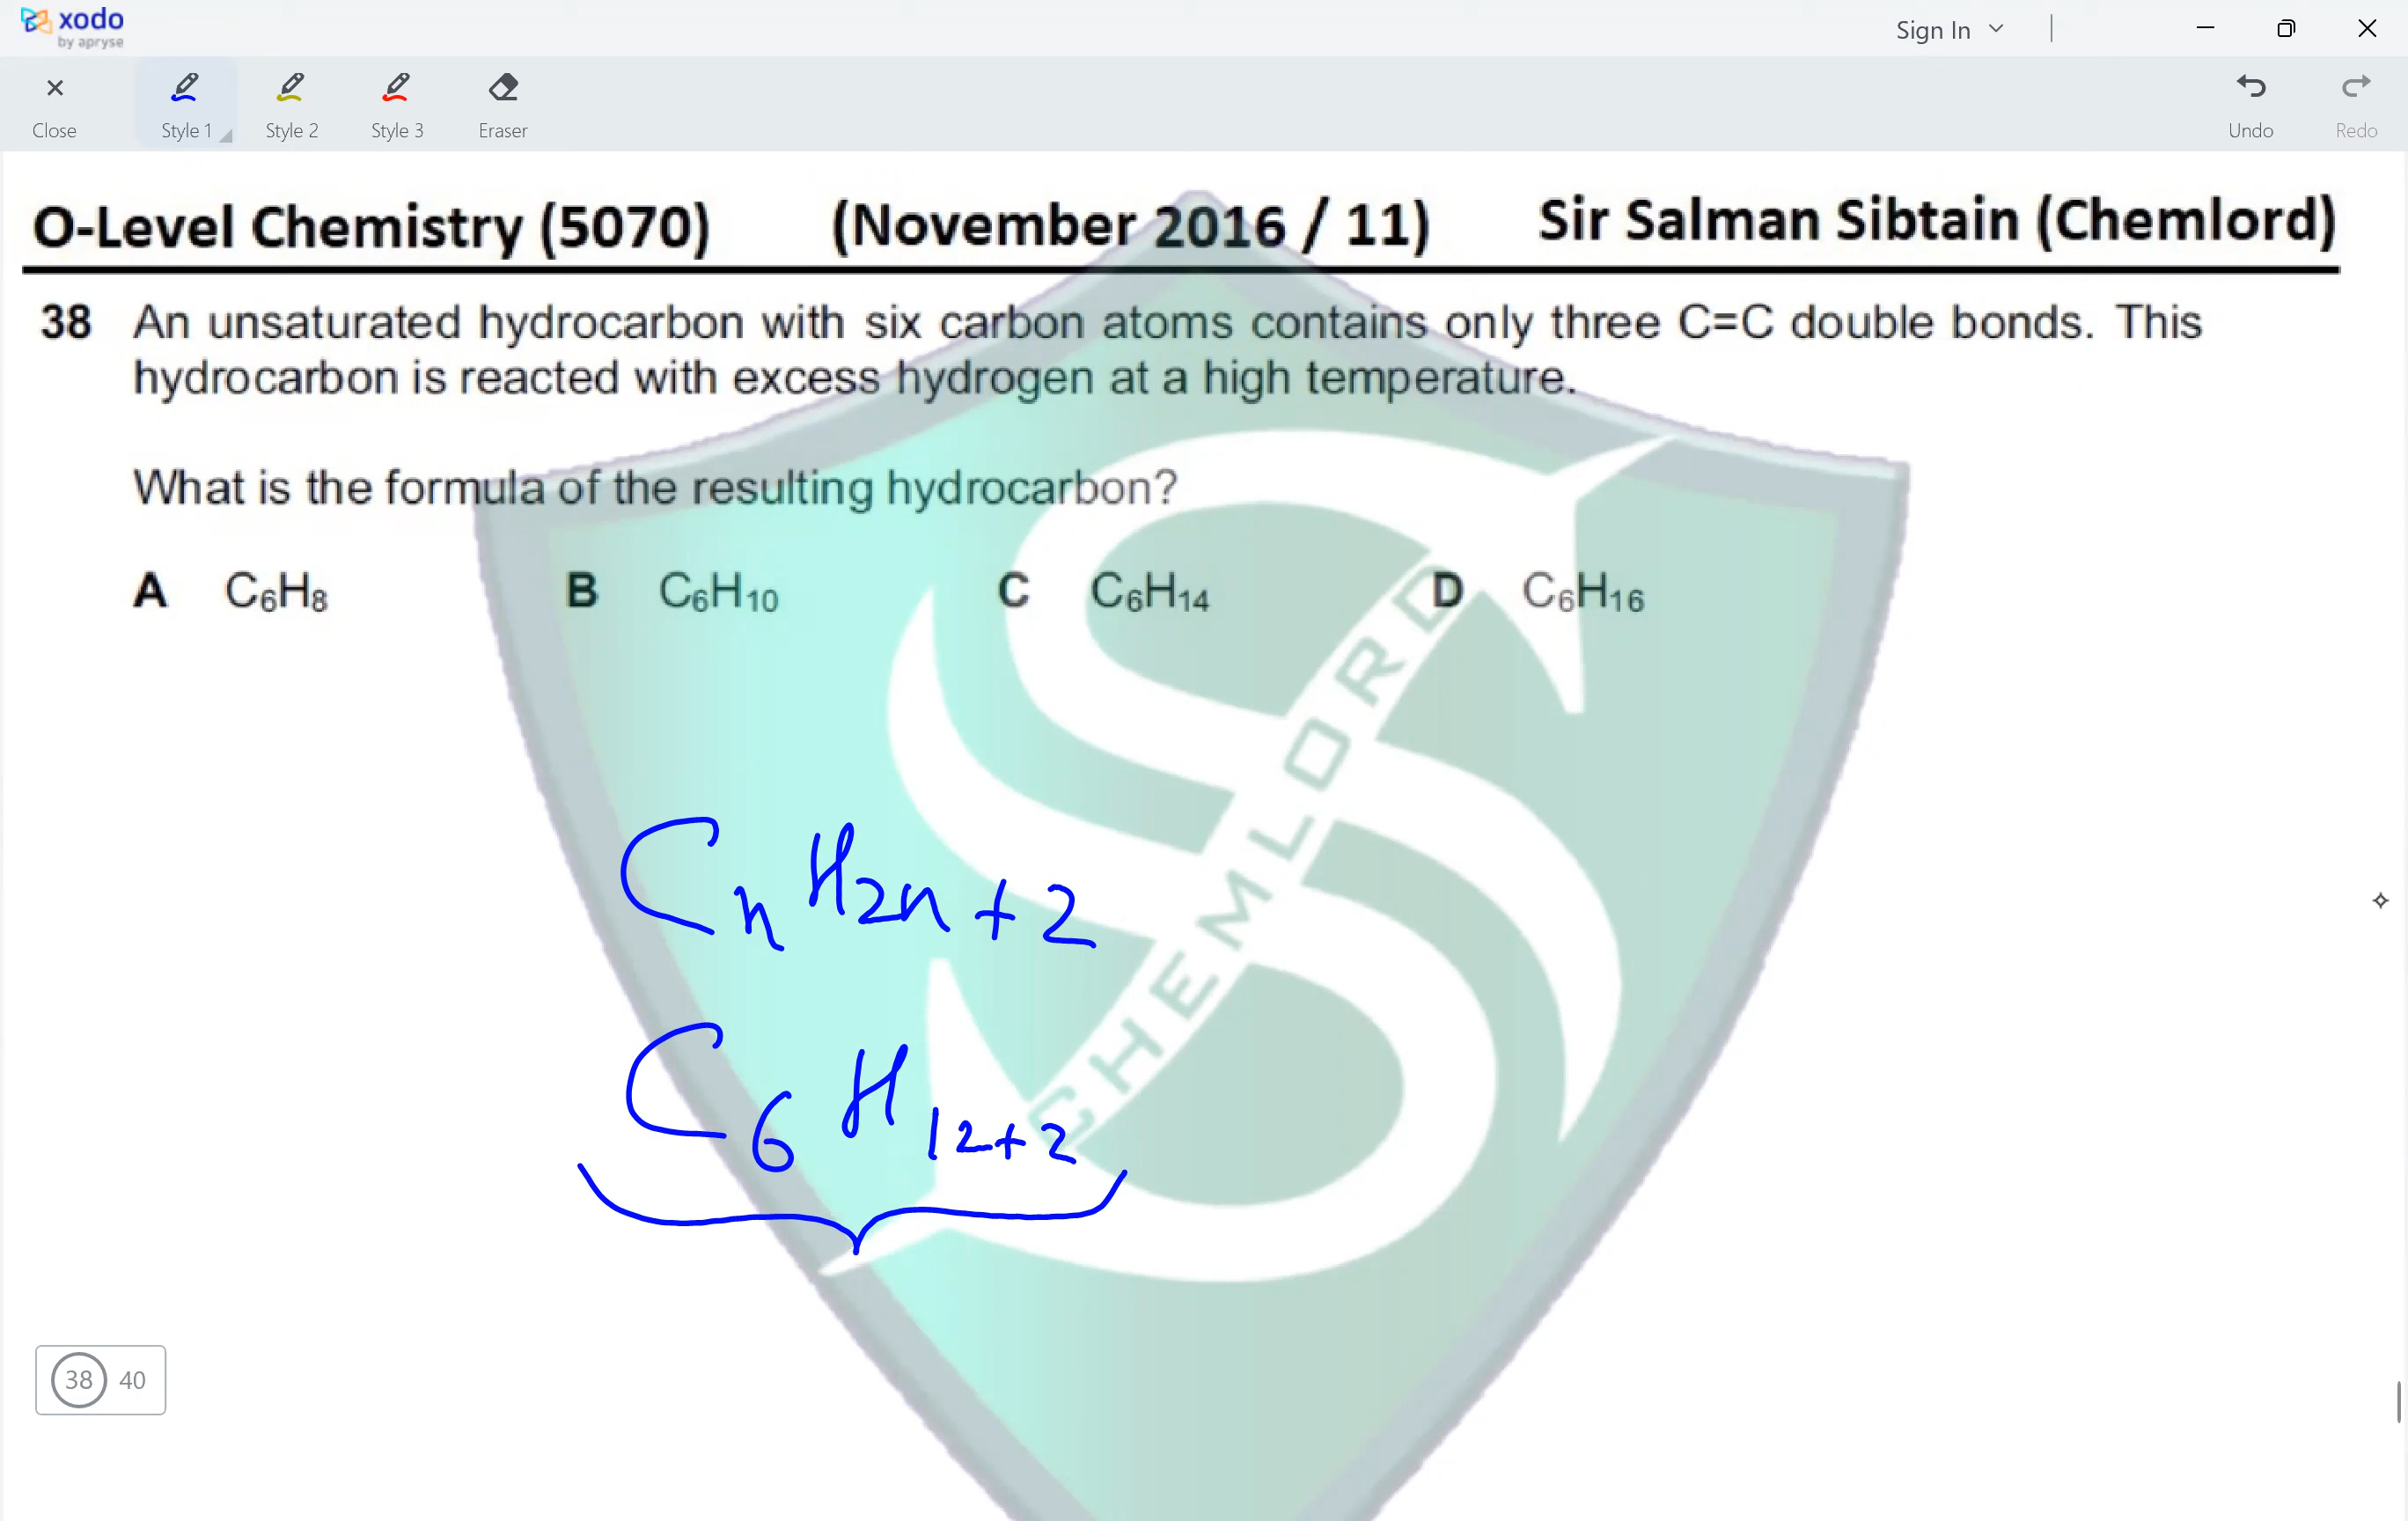 xodo
by apryse
Sign In
Close
Style 1
Style 2
Style 3
Eraser
Undo
Redo
O-Level Chemistry (5070) (November 2016 / 11) Sir Salman Sibtain (Chemlord)
38 An unsaturated hydrocarbon with six carbon atoms contains only three C=C double bonds. This
hydrocarbon is reacted with excess hydrogen at a high temperature.
What is the formula of the resulting hydrocarbon?
A C₆H₈ B C₆H₁₀ C C₆H₁₄ D C₆H₁₆
CHEMLORD
CₙH₂ₙ₊₂
C₆H₁₂₊₂
38 40